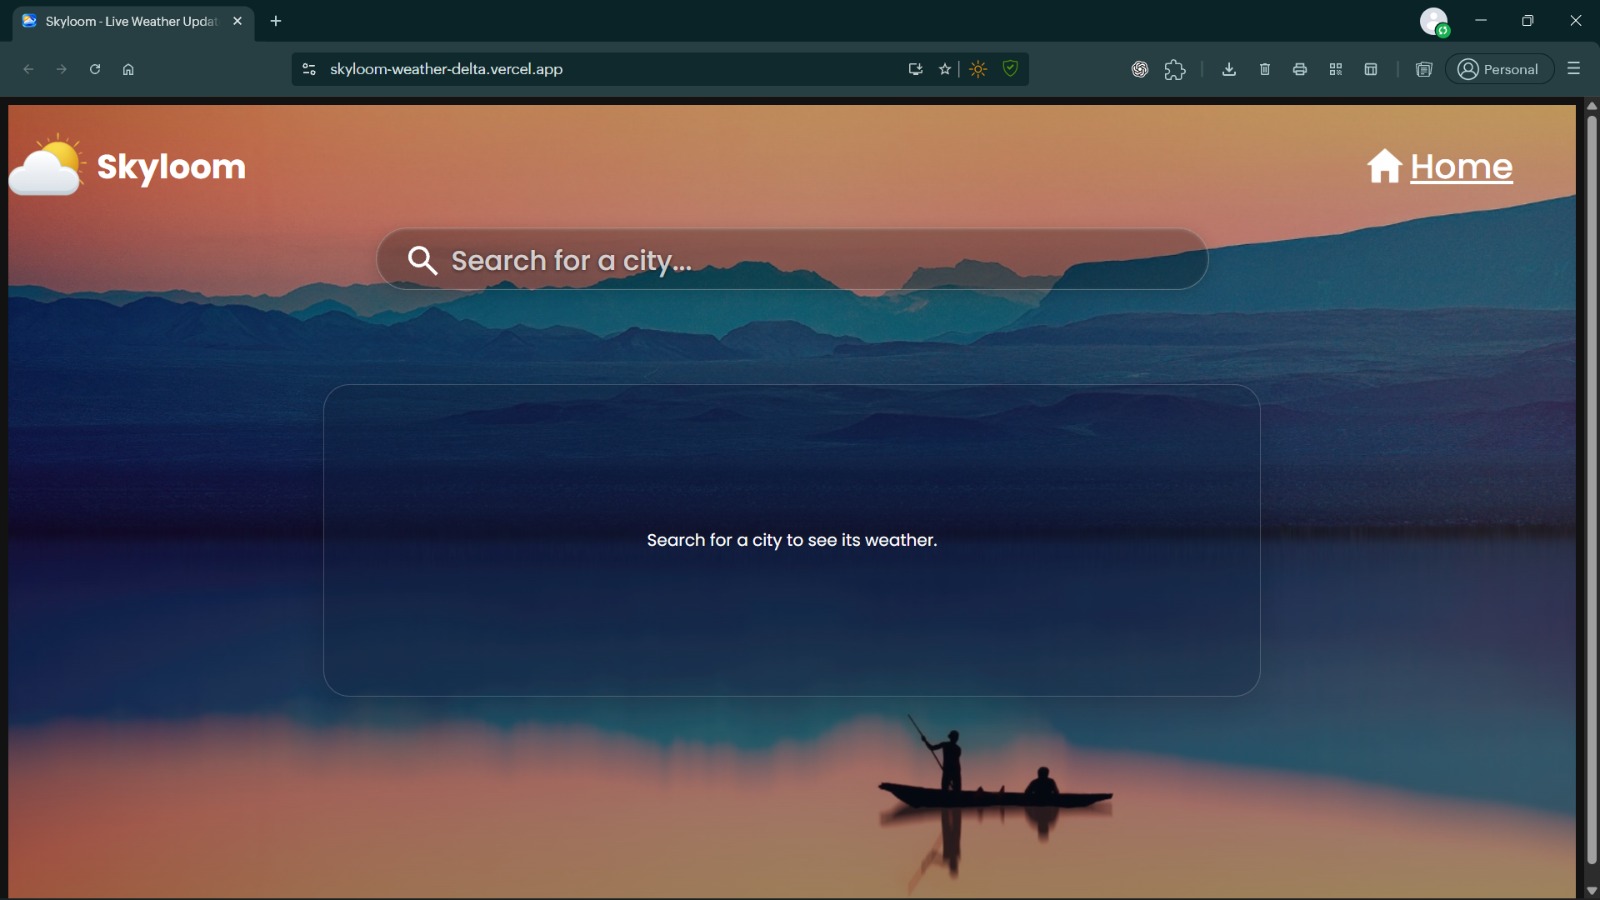 Skyloom - Live Weather Updat
skyloom-weather-delta.vercel.app
Personal
Skyloom
Home
Search for a city...
Search for a city to see its weather.